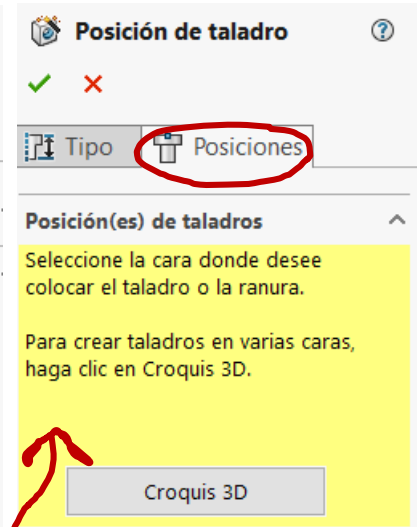 Posición de taladro
Tipo
Posiciones
Posición(es) de taladros
Seleccione la cara donde desee
colocar el taladro o la ranura.
Para crear taladros en varias caras,
haga clic en Croquis 3D.
Croquis 3D